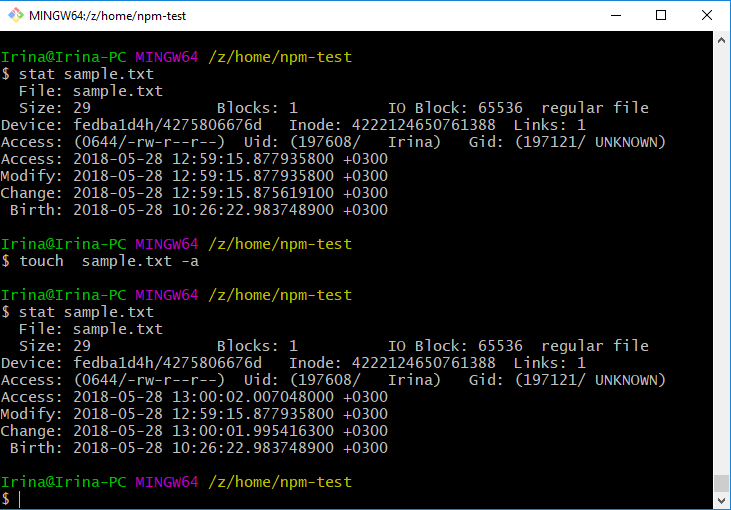 MINGW64:/z/home/npm-test
Irina@Irina-PC MINGW64 /z/home/npm-test
$ stat sample.txt
  File: sample.txt
  Size: 29              Blocks: 1          IO Block: 65536  regular file
Device: fedba1d4h/4275806676d   Inode: 4222124650761388  Links: 1
Access: (0644/-rw-r--r--)  Uid: (197608/   Irina)   Gid: (197121/ UNKNOWN)
Access: 2018-05-28 12:59:15.877935800 +0300
Modify: 2018-05-28 12:59:15.877935800 +0300
Change: 2018-05-28 12:59:15.875619100 +0300
 Birth: 2018-05-28 10:26:22.983748900 +0300
Irina@Irina-PC MINGW64 /z/home/npm-test
$ touch  sample.txt -a
Irina@Irina-PC MINGW64 /z/home/npm-test
$ stat sample.txt
  File: sample.txt
  Size: 29              Blocks: 1          IO Block: 65536  regular file
Device: fedba1d4h/4275806676d   Inode: 4222124650761388  Links: 1
Access: (0644/-rw-r--r--)  Uid: (197608/   Irina)   Gid: (197121/ UNKNOWN)
Access: 2018-05-28 13:00:02.007048000 +0300
Modify: 2018-05-28 12:59:15.877935800 +0300
Change: 2018-05-28 13:00:01.995416300 +0300
 Birth: 2018-05-28 10:26:22.983748900 +0300
Irina@Irina-PC MINGW64 /z/home/npm-test
$